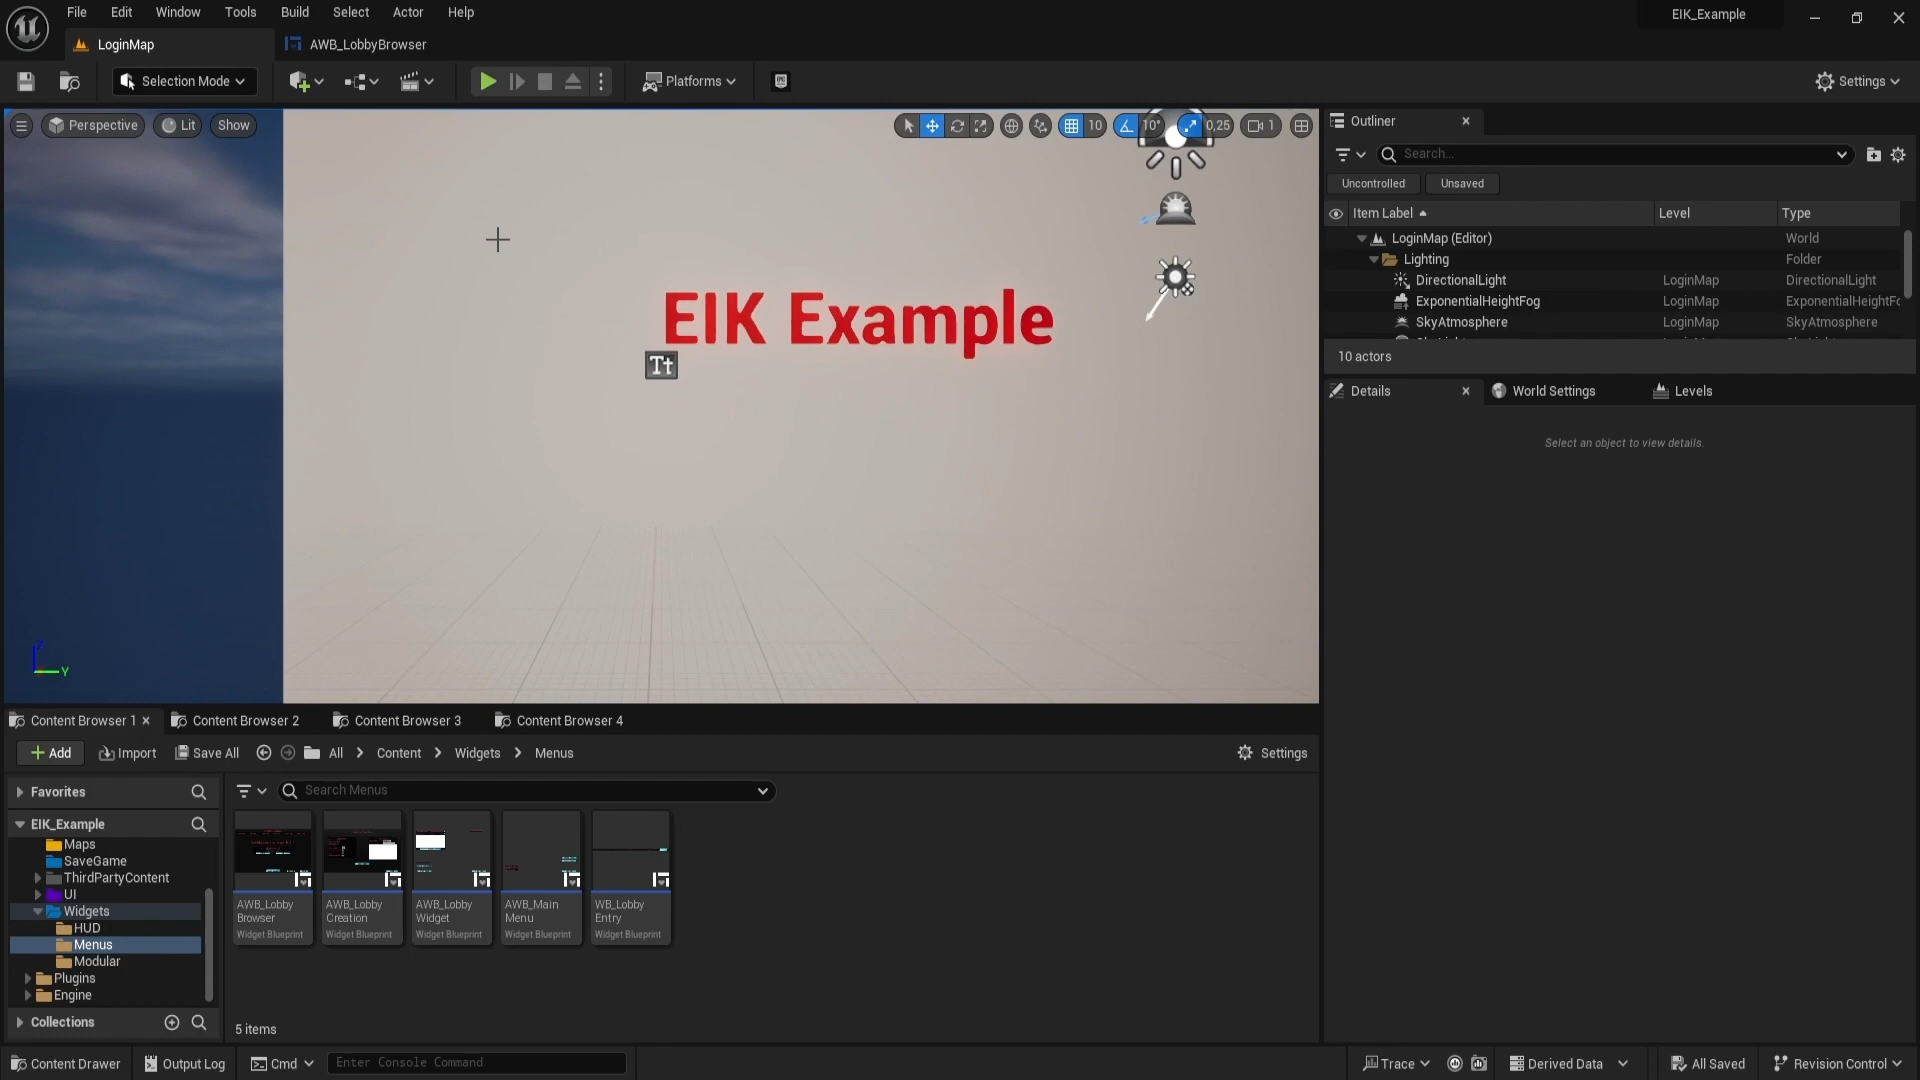 File Edit Window Tools Build Select Actor Help
EIK_Example
LoginMap
AWB_LobbyBrowser
Selection Mode
Platforms
Settings
Perspective
Lit
Show
10
10°
0,25
1
EIK Example
Tt
Y
Outliner
Search...
Uncontrolled
Unsaved
Item Label Level Type
LoginMap (Editor) World
Lighting Folder
DirectionalLight LoginMap DirectionalLight
ExponentialHeightFog LoginMap ExponentialHeightFo
SkyAtmosphere LoginMap SkyAtmosphere
10 actors
Details
World Settings
Levels
Select an object to view details.
Content Browser 1
Content Browser 2
Content Browser 3
Content Browser 4
Add
Import
Save All
All
Content
Widgets
Menus
Settings
Favorites
Search Menus
EIK_Example
Maps
SaveGame
ThirdPartyContent
UI
Widgets
HUD
Menus
Modular
Plugins
Engine
Collections
AWB_Lobby
Browser
Widget Blueprint
AWB_Lobby
Creation
Widget Blueprint
AWB_Lobby
Widget
Widget Blueprint
AWB_Main
Menu
Widget Blueprint
WB_Lobby
Entry
Widget Blueprint
5 items
Content Drawer
Output Log
Cmd
Enter Console Command
Trace
Derived Data
All Saved
Revision Control